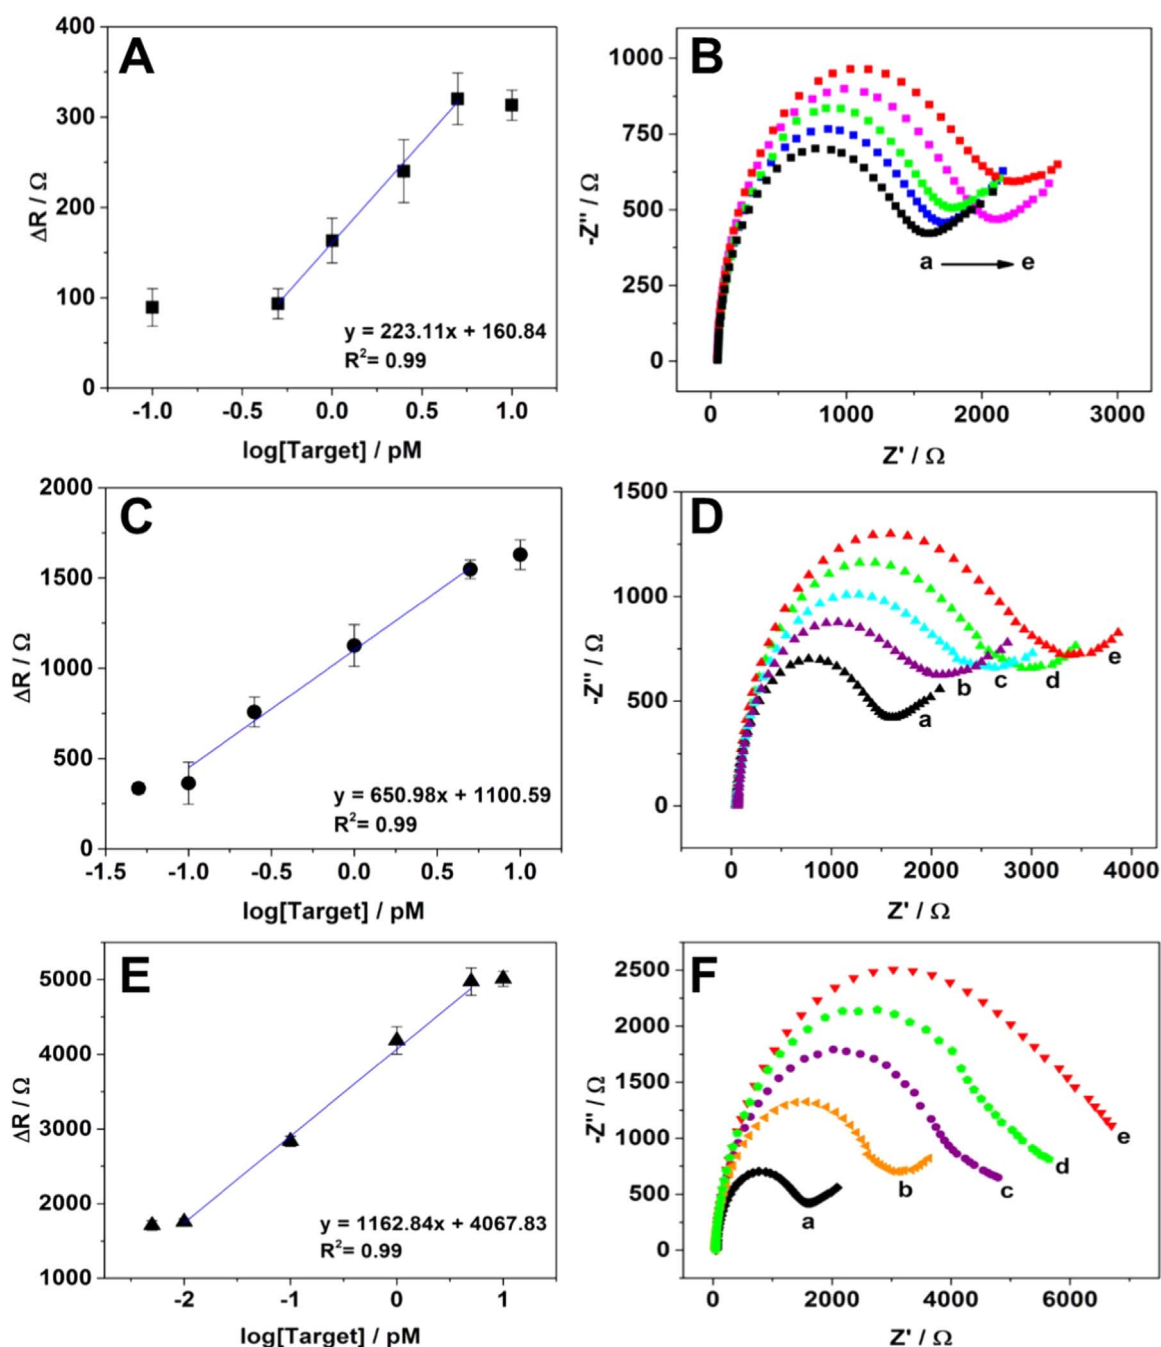 A
400
300
200
100
0
ΔR / Ω
y = 223.11x + 160.84
R²= 0.99
-1.0 -0.5 0.0 0.5 1.0
log[Target] / pM
B
1000
750
500
250
0
-Z'' / Ω
a e
0 1000 2000 3000
Z' / Ω
C
2000
1500
1000
500
0
ΔR / Ω
y = 650.98x + 1100.59
R²= 0.99
-1.5 -1.0 -0.5 0.0 0.5 1.0
log[Target] / pM
D
1500
1000
500
0
-Z'' / Ω
a b c d e
0 1000 2000 3000 4000
Z' / Ω
E
5000
4000
3000
2000
1000
ΔR / Ω
y = 1162.84x + 4067.83
R²= 0.99
-2 -1 0 1
log[Target] / pM
F
2500
2000
1500
1000
500
0
-Z'' / Ω
a b c d e
0 2000 4000 6000
Z' / Ω